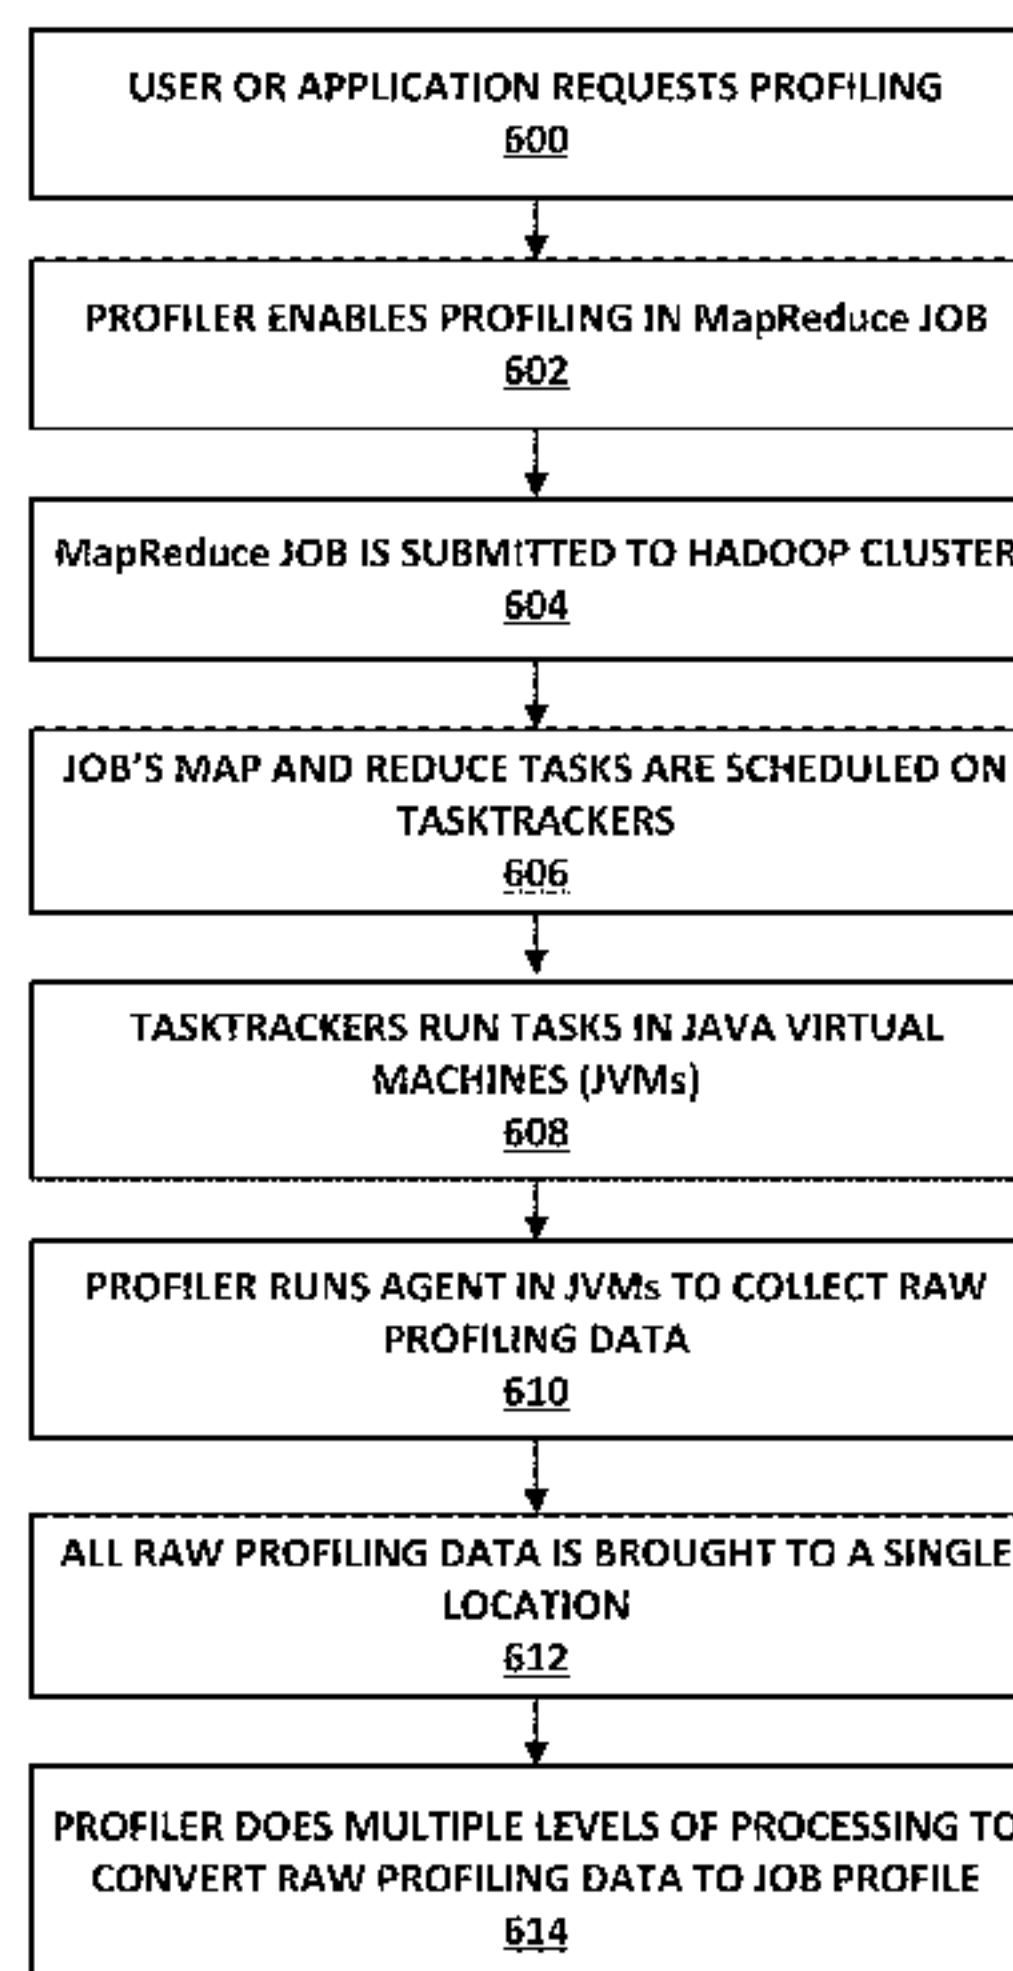 USER OR APPLICATION REQUESTS PROFILING
600
PROFILER ENABLES PROFILING IN MapReduce JOB
602
MapReduce JOB IS SUBMITTED TO HADOOP CLUSTER
604
JOB'S MAP AND REDUCE TASKS ARE SCHEDULED ON
TASKTRACKERS
606
TASKTRACKERS RUN TASKS IN JAVA VIRTUAL
MACHINES (JVMs)
608
PROFILER RUNS AGENT IN JVMs TO COLLECT RAW
PROFILING DATA
610
ALL RAW PROFILING DATA IS BROUGHT TO A SINGLE
LOCATION
612
PROFILER DOES MULTIPLE LEVELS OF PROCESSING TO
CONVERT RAW PROFILING DATA TO JOB PROFILE
614